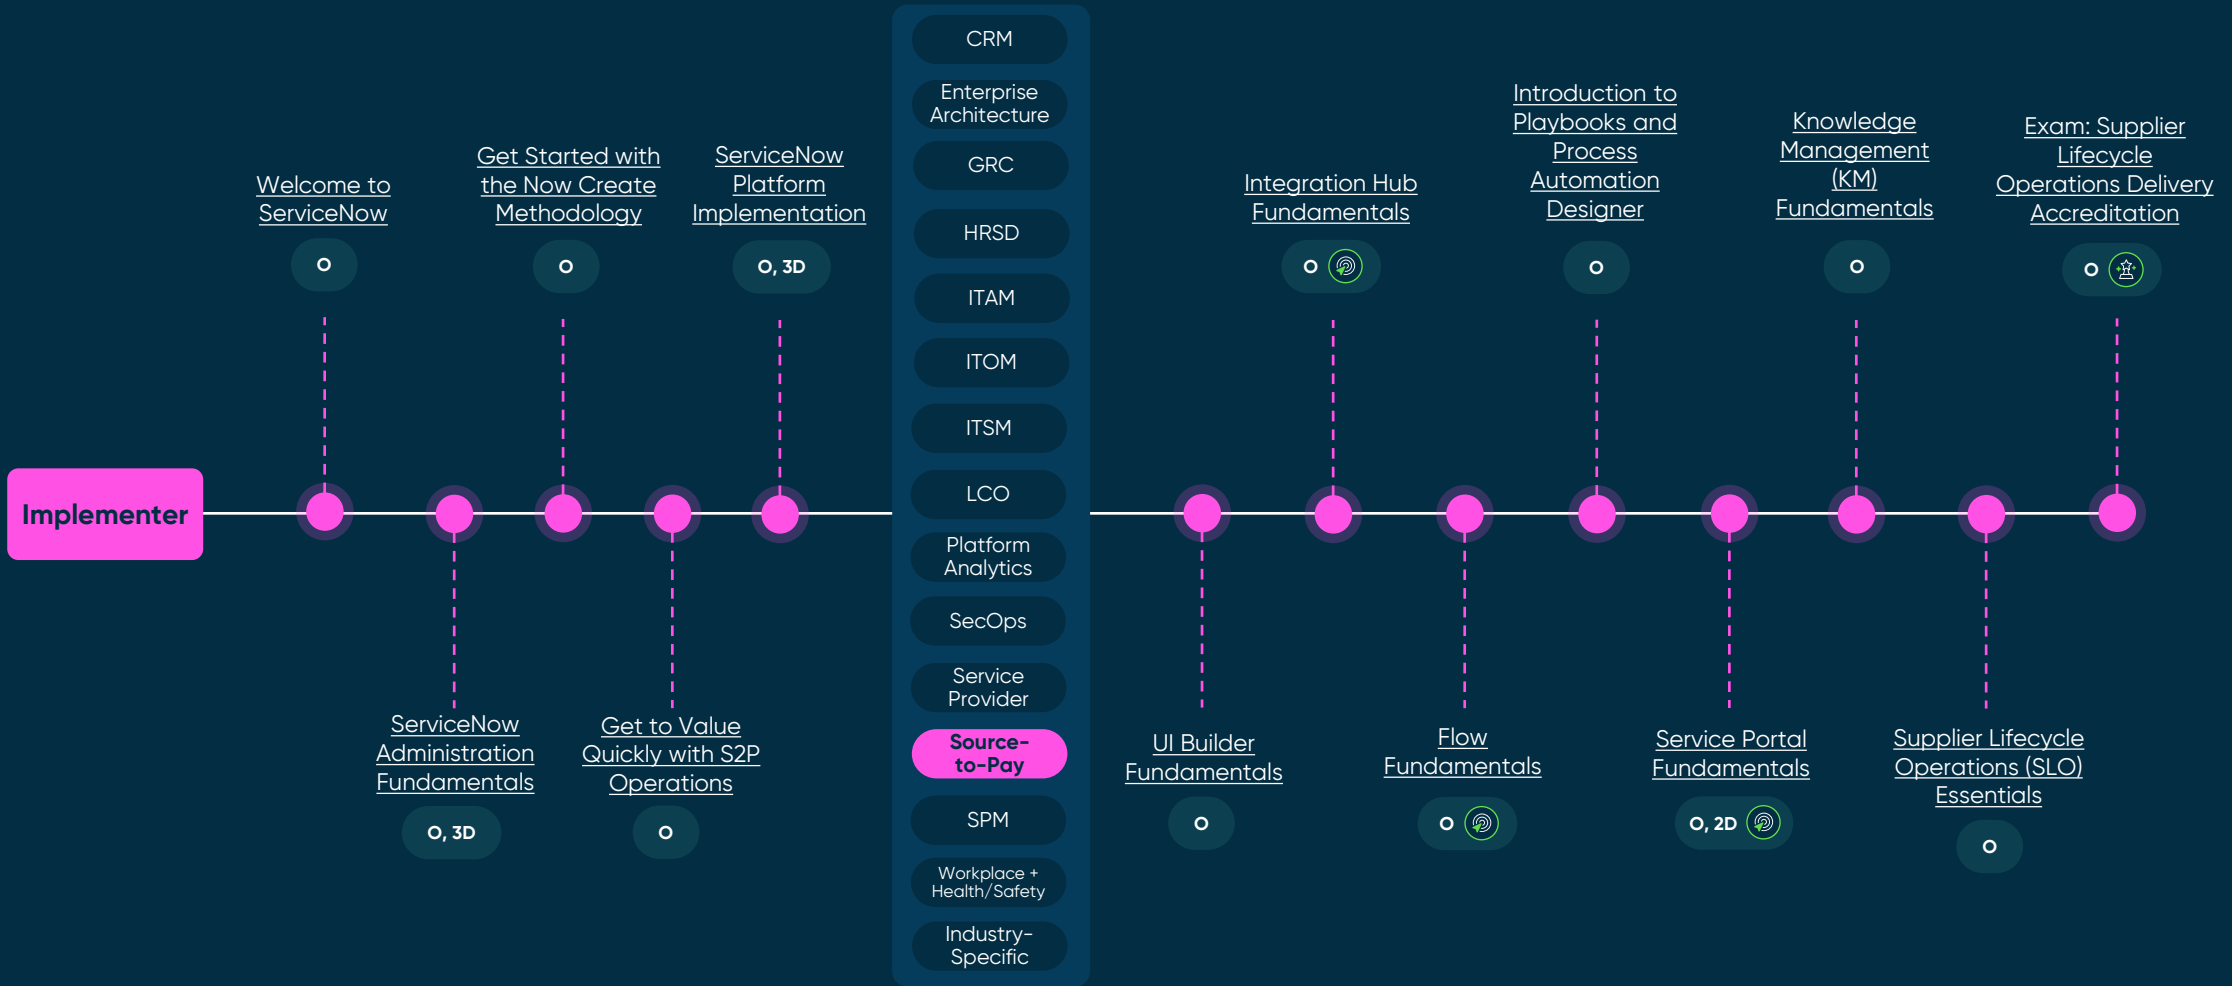 Implementer
Welcome to
ServiceNow
O
ServiceNow
Administration
Fundamentals
O, 3D
Get Started with
the Now Create
Methodology
O
Get to Value
Quickly with S2P
Operations
O
ServiceNow
Platform
Implementation
O, 3D
CRM
Enterprise
Architecture
GRC
HRSD
ITAM
ITOM
ITSM
LCO
Platform
Analytics
SecOps
Service
Provider
Source-
to-Pay
SPM
Workplace +
Health/Safety
Industry-
Specific
UI Builder
Fundamentals
O
Integration Hub
Fundamentals
O
Flow
Fundamentals
O
Introduction to
Playbooks and
Process
Automation
Designer
O
Service Portal
Fundamentals
O, 2D
Knowledge
Management
(KM)
Fundamentals
O
Supplier Lifecycle
Operations (SLO)
Essentials
O
Exam: Supplier
Lifecycle
Operations Delivery
Accreditation
O